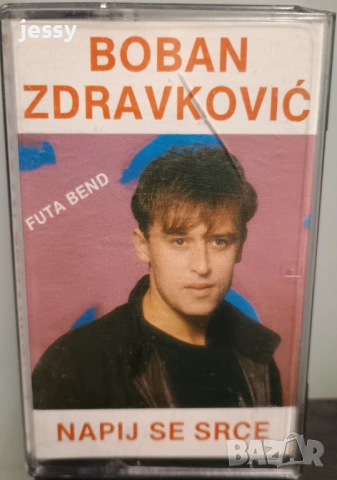 jessy
BOBAN
ZDRAVKOVIĆ
FUTA BEND
NAPIJ SE SRCE
BAZAR